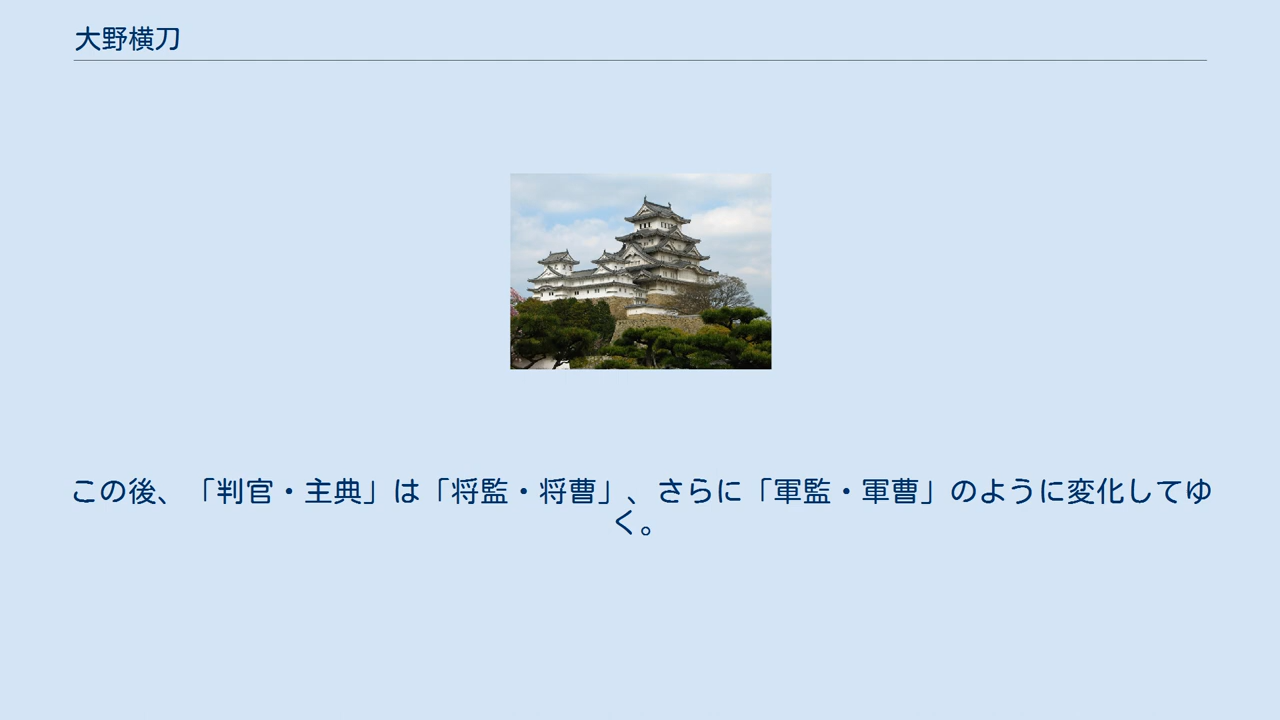 大野横刀
この後、「判官・主典」は「将監・将曹」、さらに「軍監・軍曹」のように変化してゆ
く。